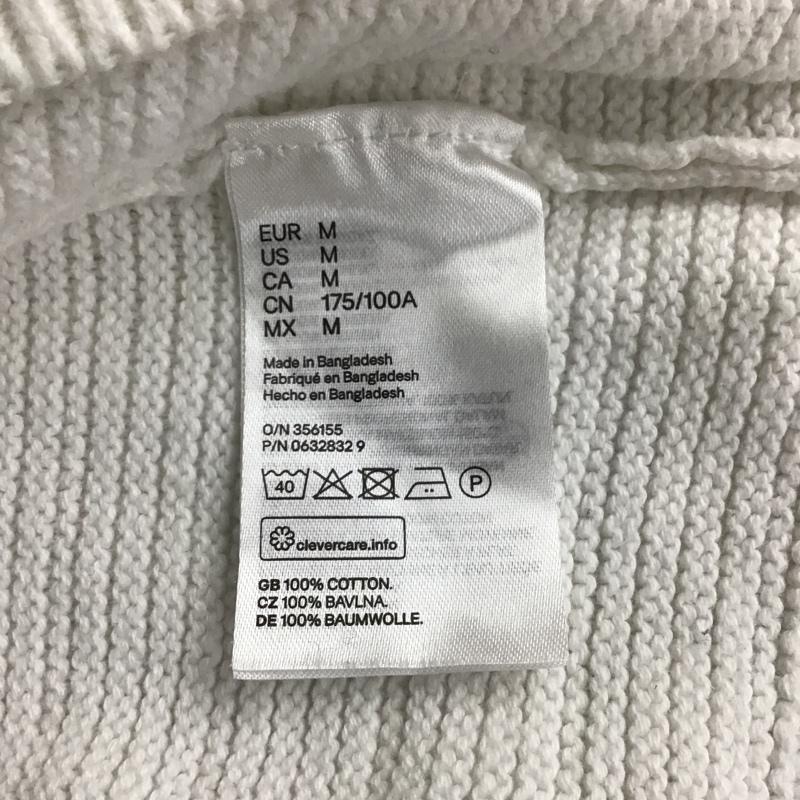 EUR M
US M
CA M
CN 175/100A
MX M
Made in Bangladesh
Fabriqué en Bangladesh
Hecho en Bangladesh
O/N 356155
P/N 0632832 9
40 P
clevercare.info
GB 100% COTTON.
CZ 100% BAVLNA.
DE 100% BAUMWOLLE.